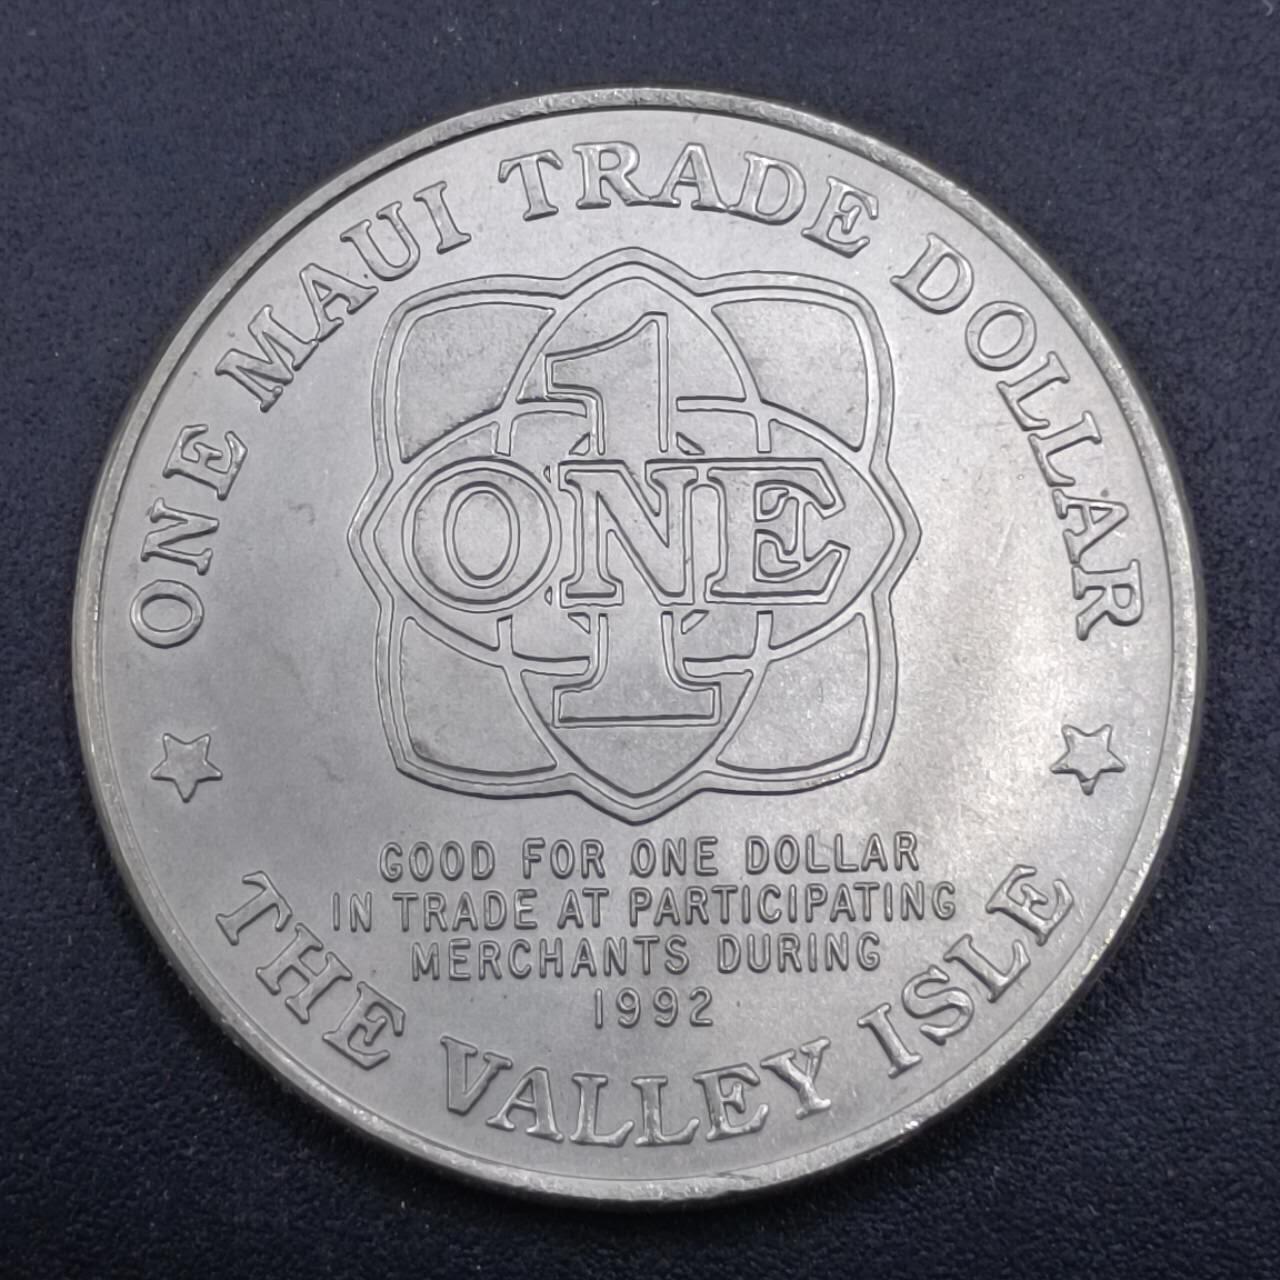 ONE MAUI TRADE DOLLAR
1
ONE
GOOD FOR ONE DOLLAR
IN TRADE AT PARTICIPATING
MERCHANTS DURING
1992
THE VALLEY ISLE